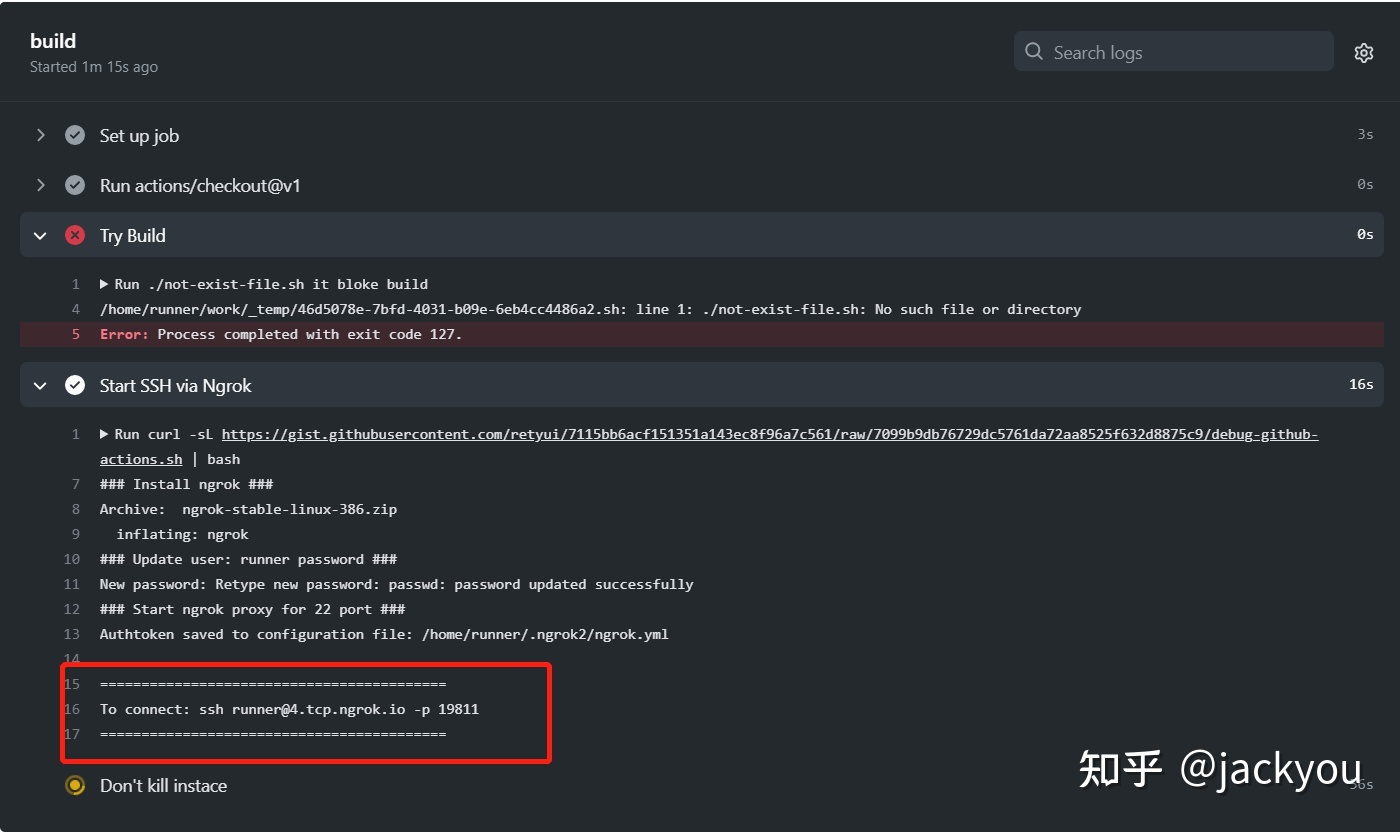 build
Started 1m 15s ago
Search logs
Set up job 3s
Run actions/checkout@v1 0s
Try Build 0s
1 Run ./not-exist-file.sh it bloke build
4 /home/runner/work/_temp/46d5078e-7bfd-4031-b09e-6eb4cc4486a2.sh: line 1: ./not-exist-file.sh: No such file or directory
5 Error: Process completed with exit code 127.
Start SSH via Ngrok 16s
1 Run curl -sL https://gist.githubusercontent.com/retyui/7115bb6acf151351a143ec8f96a7c561/raw/7099b9db76729dc5761da72aa8525f632d8875c9/debug-github-
actions.sh | bash
7 ### Install ngrok ###
8 Archive:  ngrok-stable-linux-386.zip
9   inflating: ngrok
10 ### Update user: runner password ###
11 New password: Retype new password: passwd: password updated successfully
12 ### Start ngrok proxy for 22 port ###
13 Authtoken saved to configuration file: /home/runner/.ngrok2/ngrok.yml
14
15 ==========================================
16 To connect: ssh runner@4.tcp.ngrok.io -p 19811
17 ==========================================
Don't kill instace
知乎 @jackyou